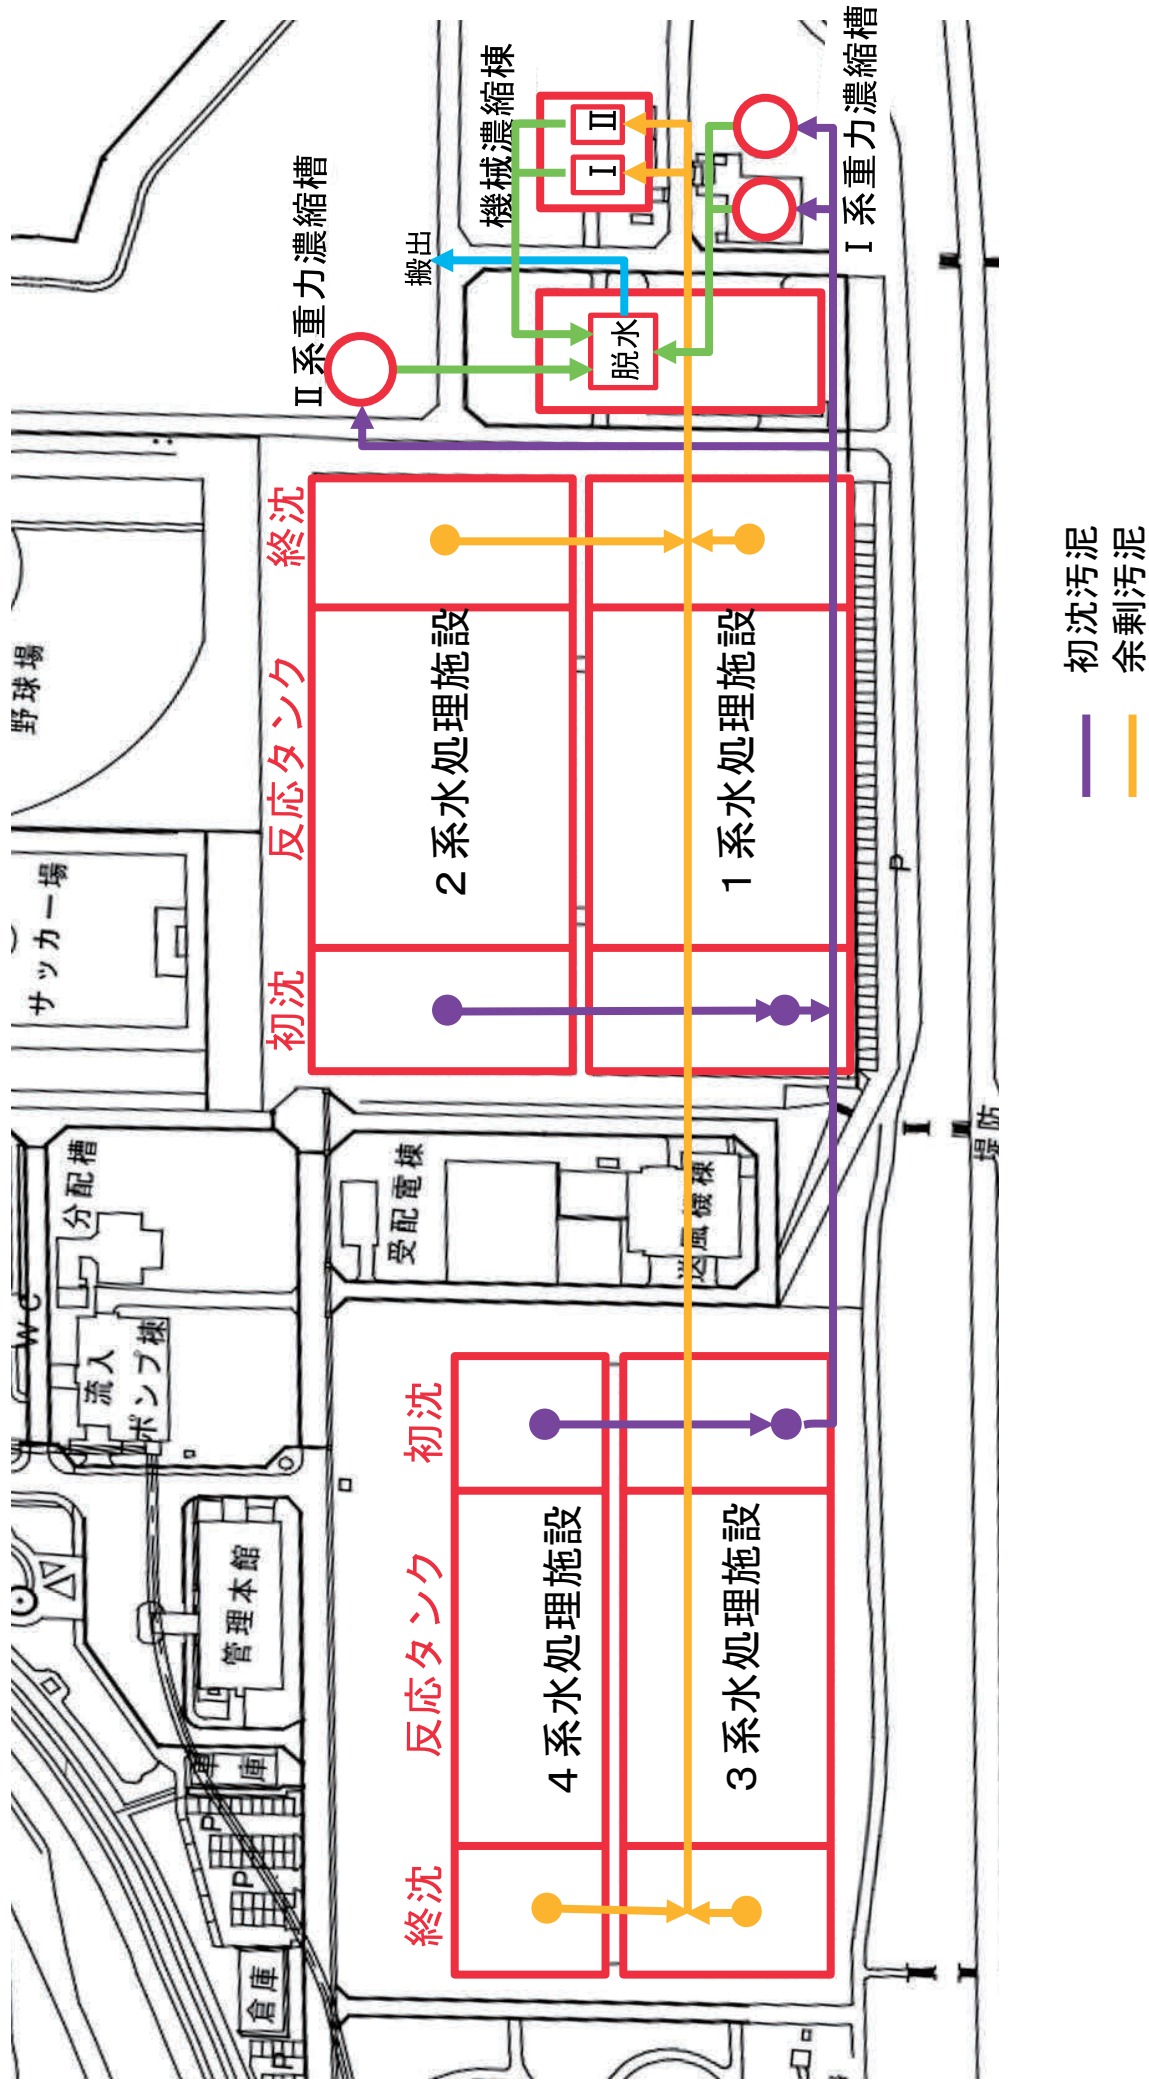 野球場
サッカー場
分配槽
WC
流入
ポンプ棟
管理本館
車庫
P
P
倉庫
P
受配電棟
送風機棟
堤防
P
Ⅱ系重力濃縮槽
搬出
機械濃縮棟
Ⅰ
Ⅱ
脱水
Ⅰ系重力濃縮槽
初沈
反応タンク
終沈
2系水処理施設
1系水処理施設
終沈
反応タンク
初沈
4系水処理施設
3系水処理施設
初沈汚泥
余剰汚泥